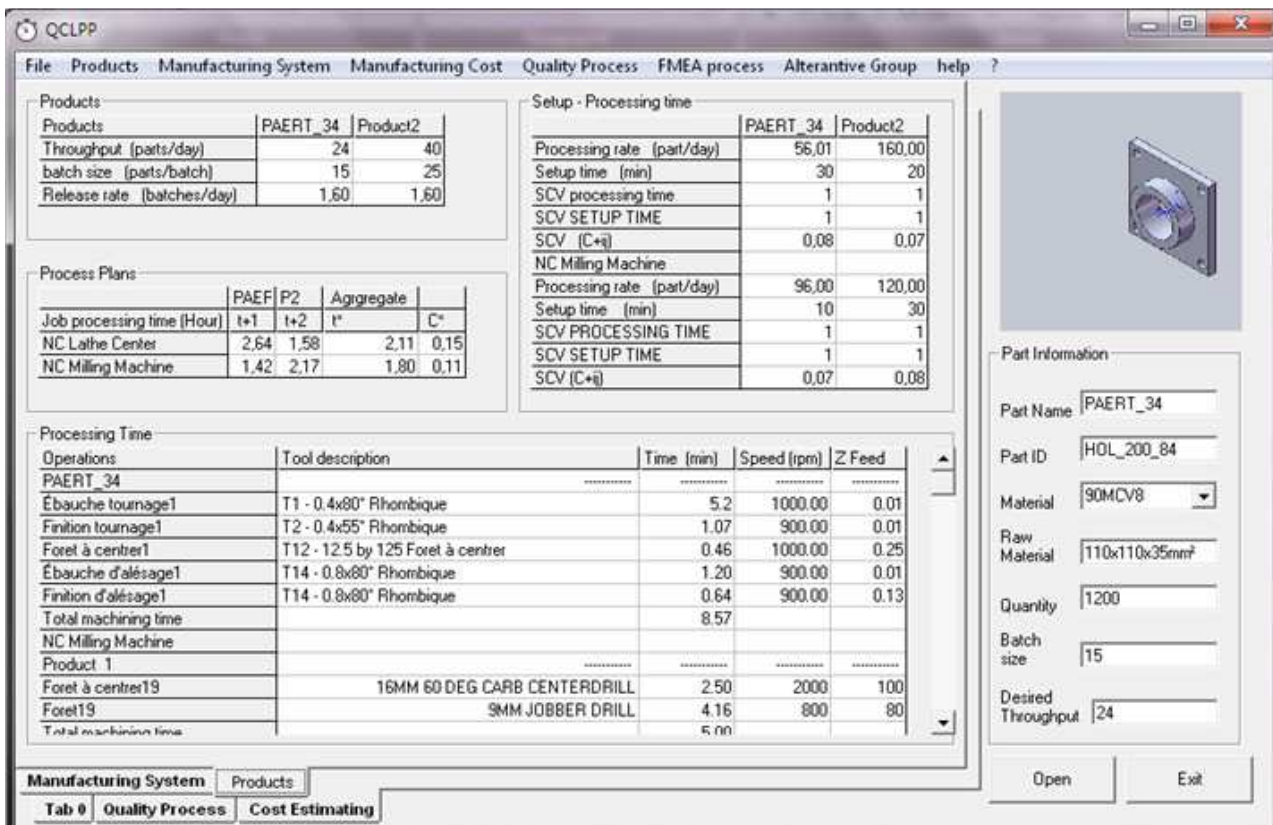 QCLPP
File Products Manufacturing System Manufacturing Cost Quality Process FMEA process Alterantive Group help ?
Products
Products PAERT_34 Product2
Throughput (parts/day) 24 40
batch size (parts/batch) 15 25
Release rate (batches/day) 1,60 1,60
Process Plans
PAEF P2 Agrgregate
Job processing time (Hour) t+1 t+2 t* C*
NC Lathe Center 2,64 1,58 2,11 0,15
NC Milling Machine 1,42 2,17 1,80 0,11
Setup - Processing time
PAERT_34 Product2
Processing rate (part/day) 56,01 160,00
Setup time (min) 30 20
SCV processing time 1 1
SCV SETUP TIME 1 1
SCV (C+ij) 0,08 0,07
NC Milling Machine
Processing rate (part/day) 96,00 120,00
Setup time (min) 10 30
SCV PROCESSING TIME 1 1
SCV SETUP TIME 1 1
SCV (C+ij) 0,07 0,08
Processing Time
Operations Tool description Time (min) Speed (rpm) Z Feed
PAERT_34 ----------- ----------- ----------- -----------
Ébauche tournage1 T1 - 0.4x80° Rhombique 5.2 1000.00 0.01
Finition tournage1 T2 - 0.4x55° Rhombique 1.07 900.00 0.01
Foret à centrer1 T12 - 12.5 by 125 Foret à centrer 0.46 1000.00 0.25
Ébauche d'alésage1 T14 - 0.8x80° Rhombique 1.20 900.00 0.01
Finition d'alésage1 T14 - 0.8x80° Rhombique 0.64 900.00 0.13
Total machining time 8.57
NC Milling Machine
Product 1 ----------- ----------- ----------- -----------
Foret à centrer19 16MM 60 DEG CARB CENTERDRILL 2.50 2000 100
Foret19 9MM JOBBER DRILL 4.16 800 80
Total machining time 5.00
Part Information
Part Name PAERT_34
Part ID HOL_200_84
Material 90MCV8
Raw
Material 110x110x35mm²
Quantity 1200
Batch
size 15
Desired
Throughput 24
Open Exit
Manufacturing System Products
Tab 0 Quality Process Cost Estimating